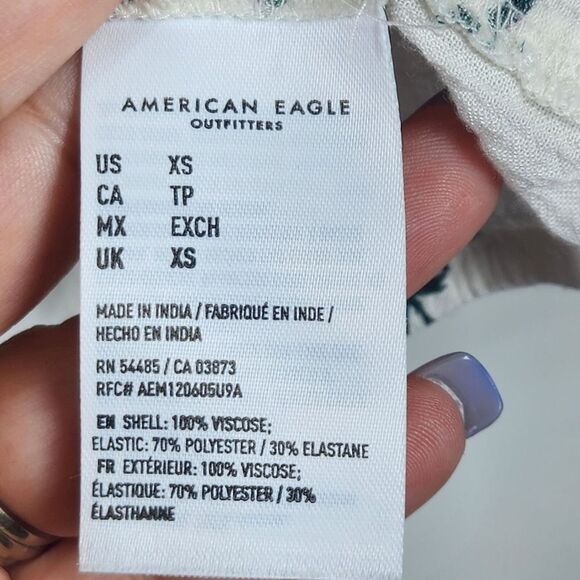 AMERICAN EAGLE
OUTFITTERS
US XS
CA TP
MX EXCH
UK XS
MADE IN INDIA / FABRIQUÉ EN INDE /
HECHO EN INDIA
RN 54485 / CA 03873
RFC# AEM120605U9A
EN SHELL: 100% VISCOSE;
ELASTIC: 70% POLYESTER / 30% ELASTANE
FR EXTÉRIEUR: 100% VISCOSE;
ÉLASTIQUE: 70% POLYESTER / 30%
ÉLASTHANNE